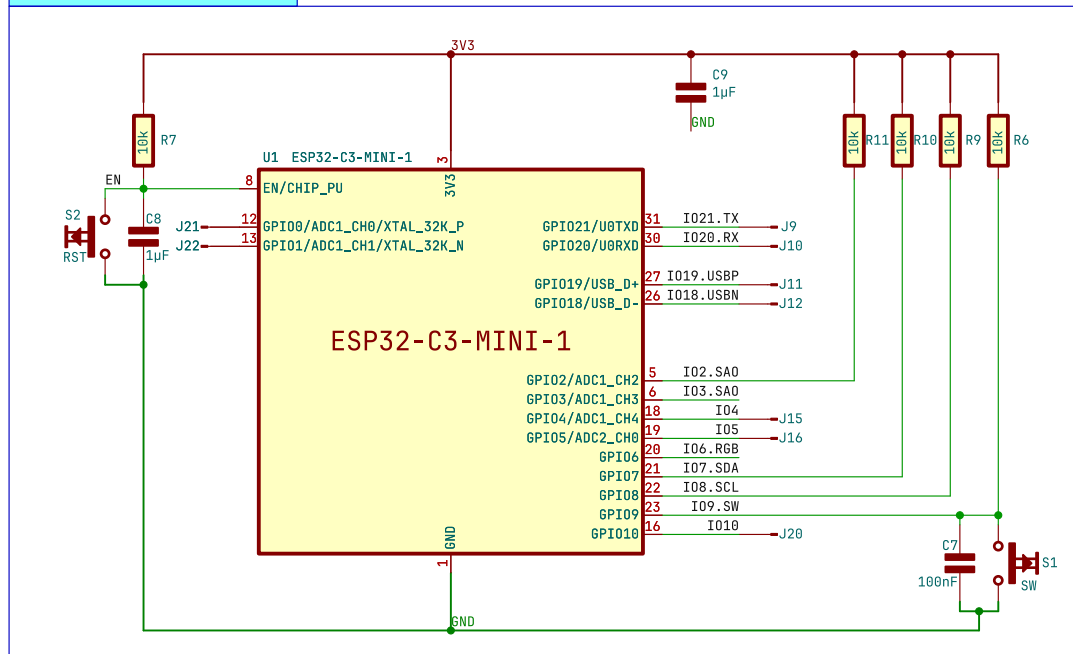 3V3
C9
1µF
GND
10k
R7
10k
R11
10k
R10
10k
R9
10k
R6
U1 ESP32-C3-MINI-1
3
3V3
EN
8
EN/CHIP_PU
S2
RST
C8
1µF
J21
12
GPIO0/ADC1_CH0/XTAL_32K_P
J22
13
GPIO1/ADC1_CH1/XTAL_32K_N
GPIO21/U0TXD
31
IO21.TX
J9
GPIO20/U0RXD
30
IO20.RX
J10
GPIO19/USB_D+
27
IO19.USBP
J11
GPIO18/USB_D-
26
IO18.USBN
J12
ESP32-C3-MINI-1
GPIO2/ADC1_CH2
5
IO2.SAO
GPIO3/ADC1_CH3
6
IO3.SAO
GPIO4/ADC1_CH4
18
IO4
J15
GPIO5/ADC2_CH0
19
IO5
J16
GPIO6
20
IO6.RGB
GPIO7
21
IO7.SDA
GPIO8
22
IO8.SCL
GPIO9
23
IO9.SW
GPIO10
16
IO10
J20
GND
1
C7
100nF
S1
SW
GND